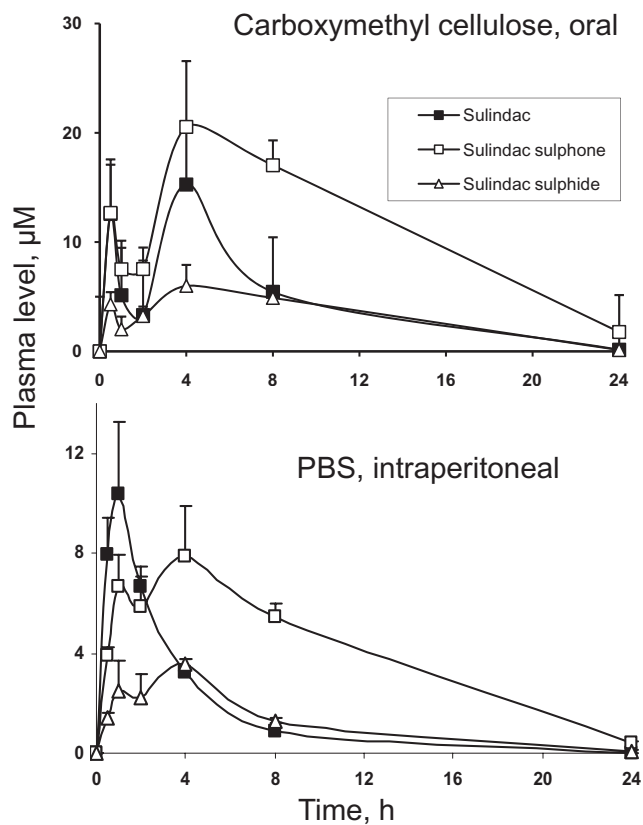 Carboxymethyl cellulose, oral
30
20
10
0
Sulindac
Sulindac sulphone
Sulindac sulphide
0 4 8 12 16 20 24
Plasma level, µM
PBS, intraperitoneal
12
8
4
0
0 4 8 12 16 20 24
Time, h